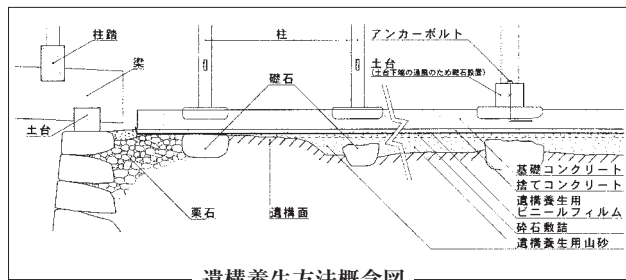 柱踏
梁
土台
柱
礎石
アンカーボルト
土台
(土台下端の通風のため礎石設置)
栗石
遺構面
基礎コンクリート
捨てコンクリート
遺構養生用
ビニールフィルム
砕石敷詰
遺構養生用山砂
遺構養生方法概念図